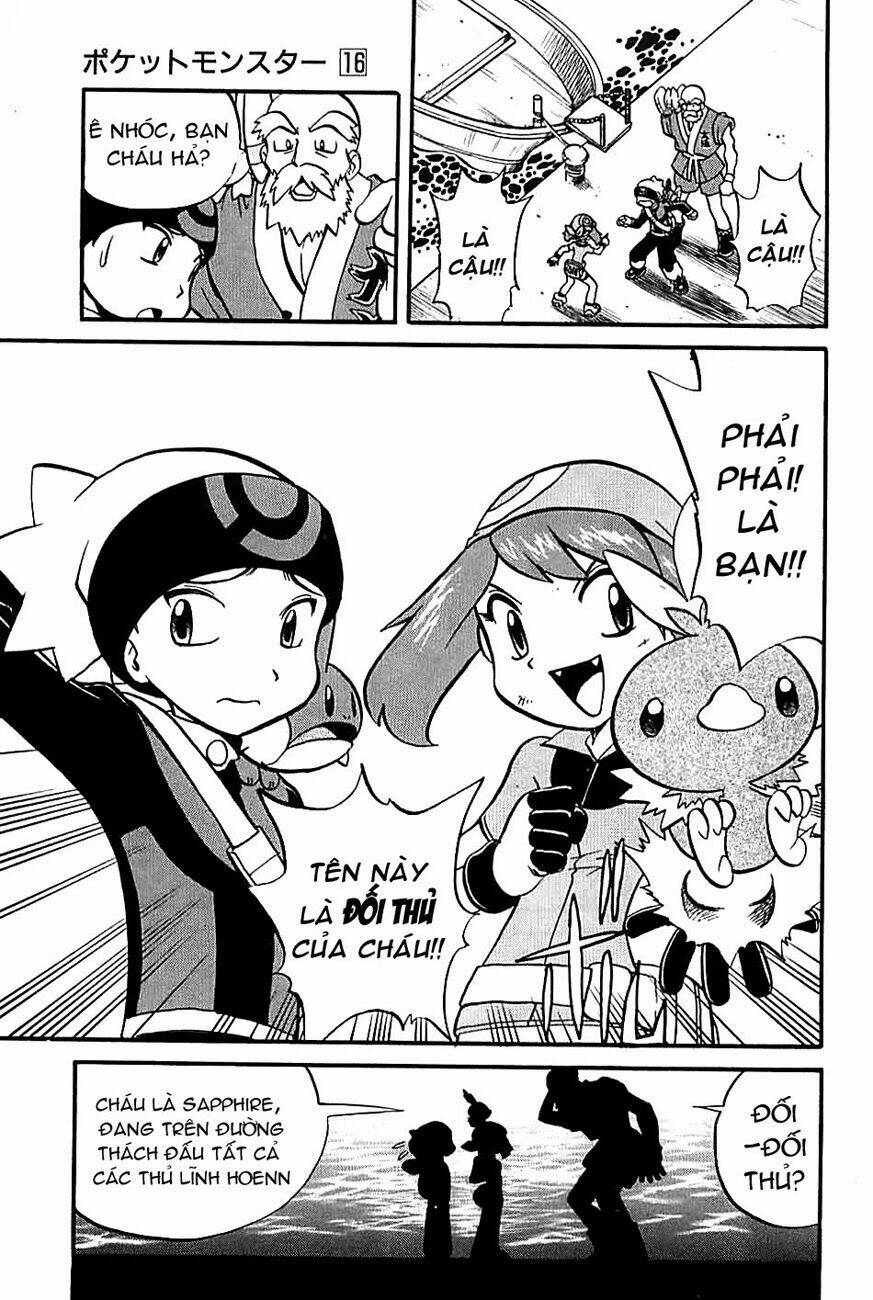 ポケットモンスター 16
LÀ
CẬU!!
LÀ
CẬU!!
Ê NHÓC, BẠN
CHÁU HẢ?
PHẢI
PHẢI!
LÀ
BẠN!!
TÊN NÀY
LÀ ĐỐI THỦ
CỦA CHÁU!!
ĐỐI
-ĐỐI
THỦ?
CHÁU LÀ SAPPHIRE,
ĐANG TRÊN ĐƯỜNG
THÁCH ĐẤU TẤT CẢ
CÁC THỦ LĨNH HOENN